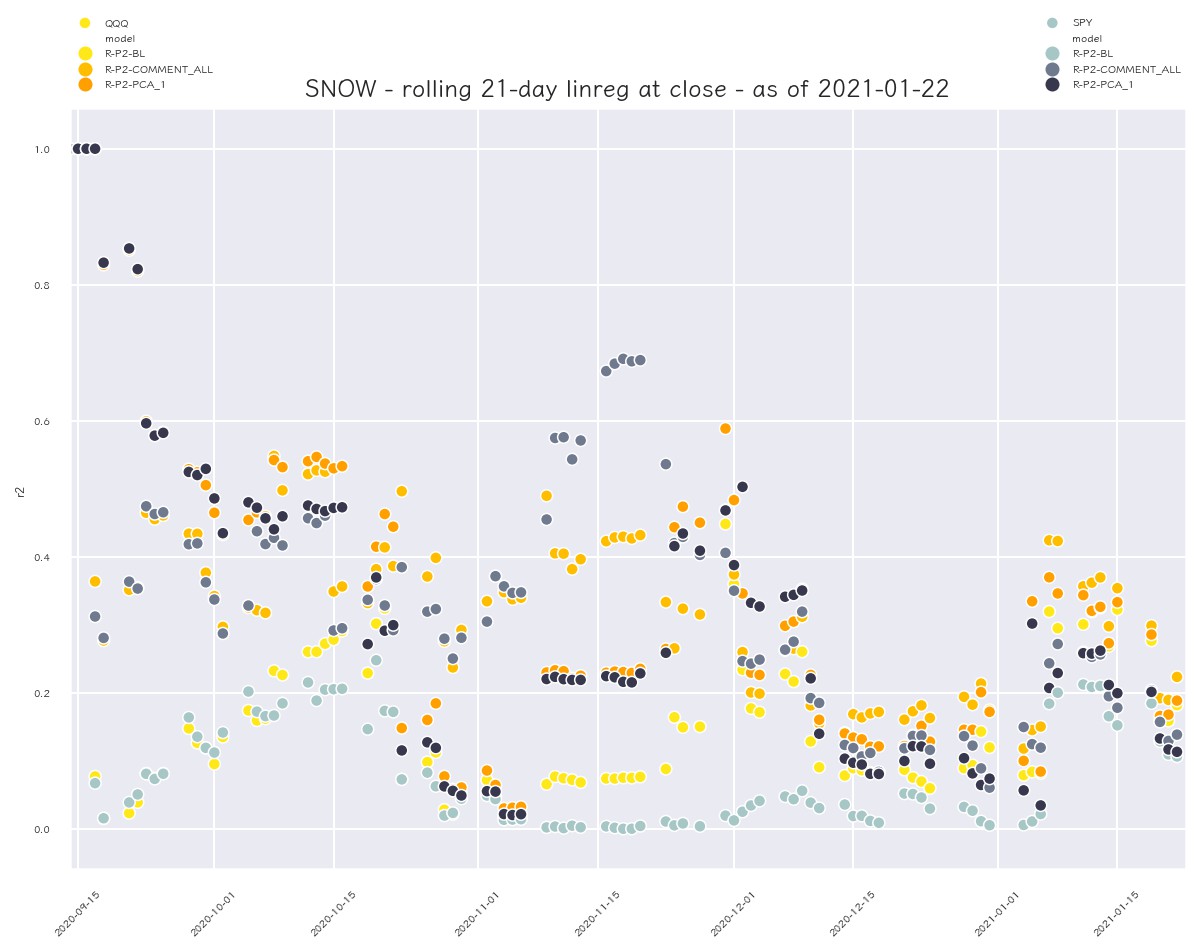 QQQ
model
R-P2-BL
R-P2-COMMENT_ALL
R-P2-PCA_1
SPY
model
R-P2-BL
R-P2-COMMENT_ALL
R-P2-PCA_1
SNOW - rolling 21-day linreg at close - as of 2021-01-22
1.0
0.8
0.6
0.4
0.2
0.0
r2
2020-09-15
2020-10-01
2020-10-15
2020-11-01
2020-11-15
2020-12-01
2020-12-15
2021-01-01
2021-01-15